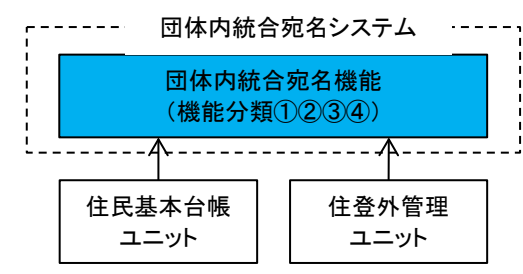 団体内統合宛名システム
団体内統合宛名機能
（機能分類①②③④）
住民基本台帳
ユニット
住登外管理
ユニット